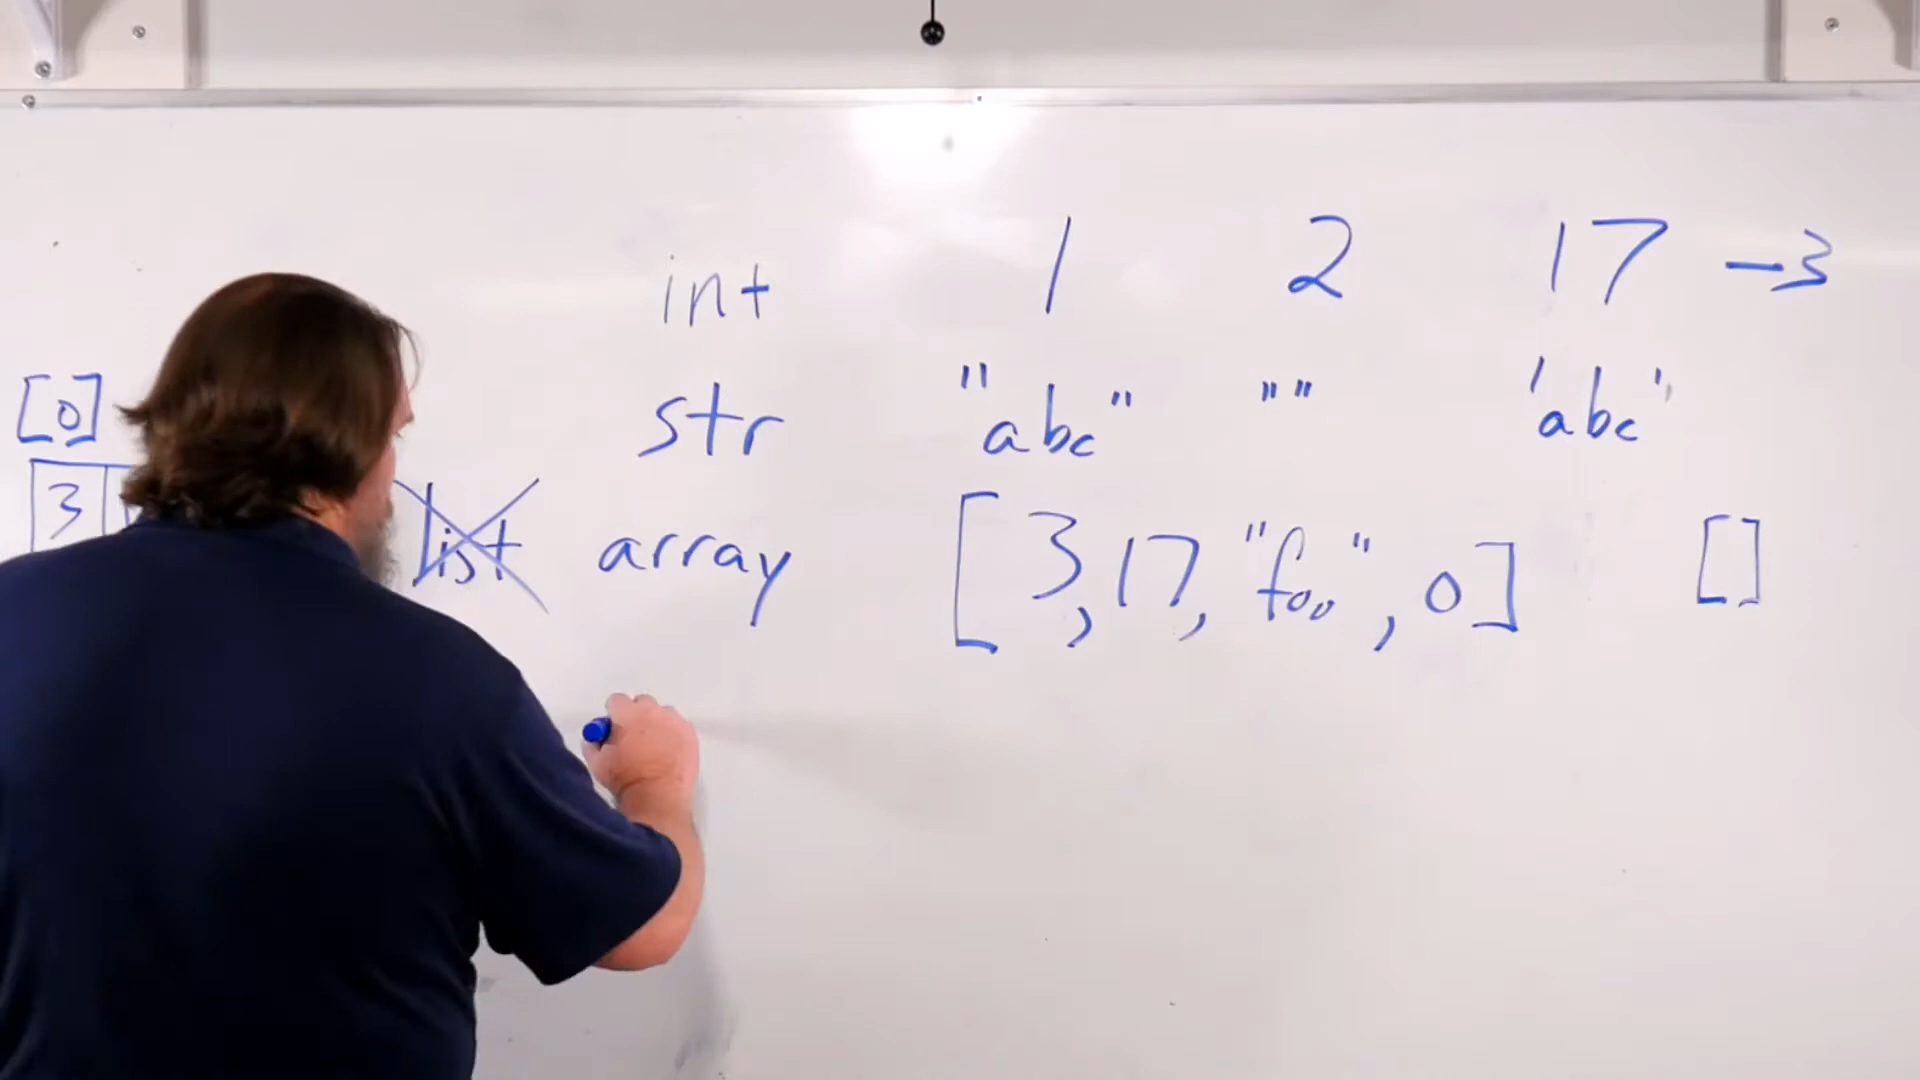 int 1 2 17 -3
[0] str "abc" "" 'abc'
3 list array [3, 17, "foo", 0] []